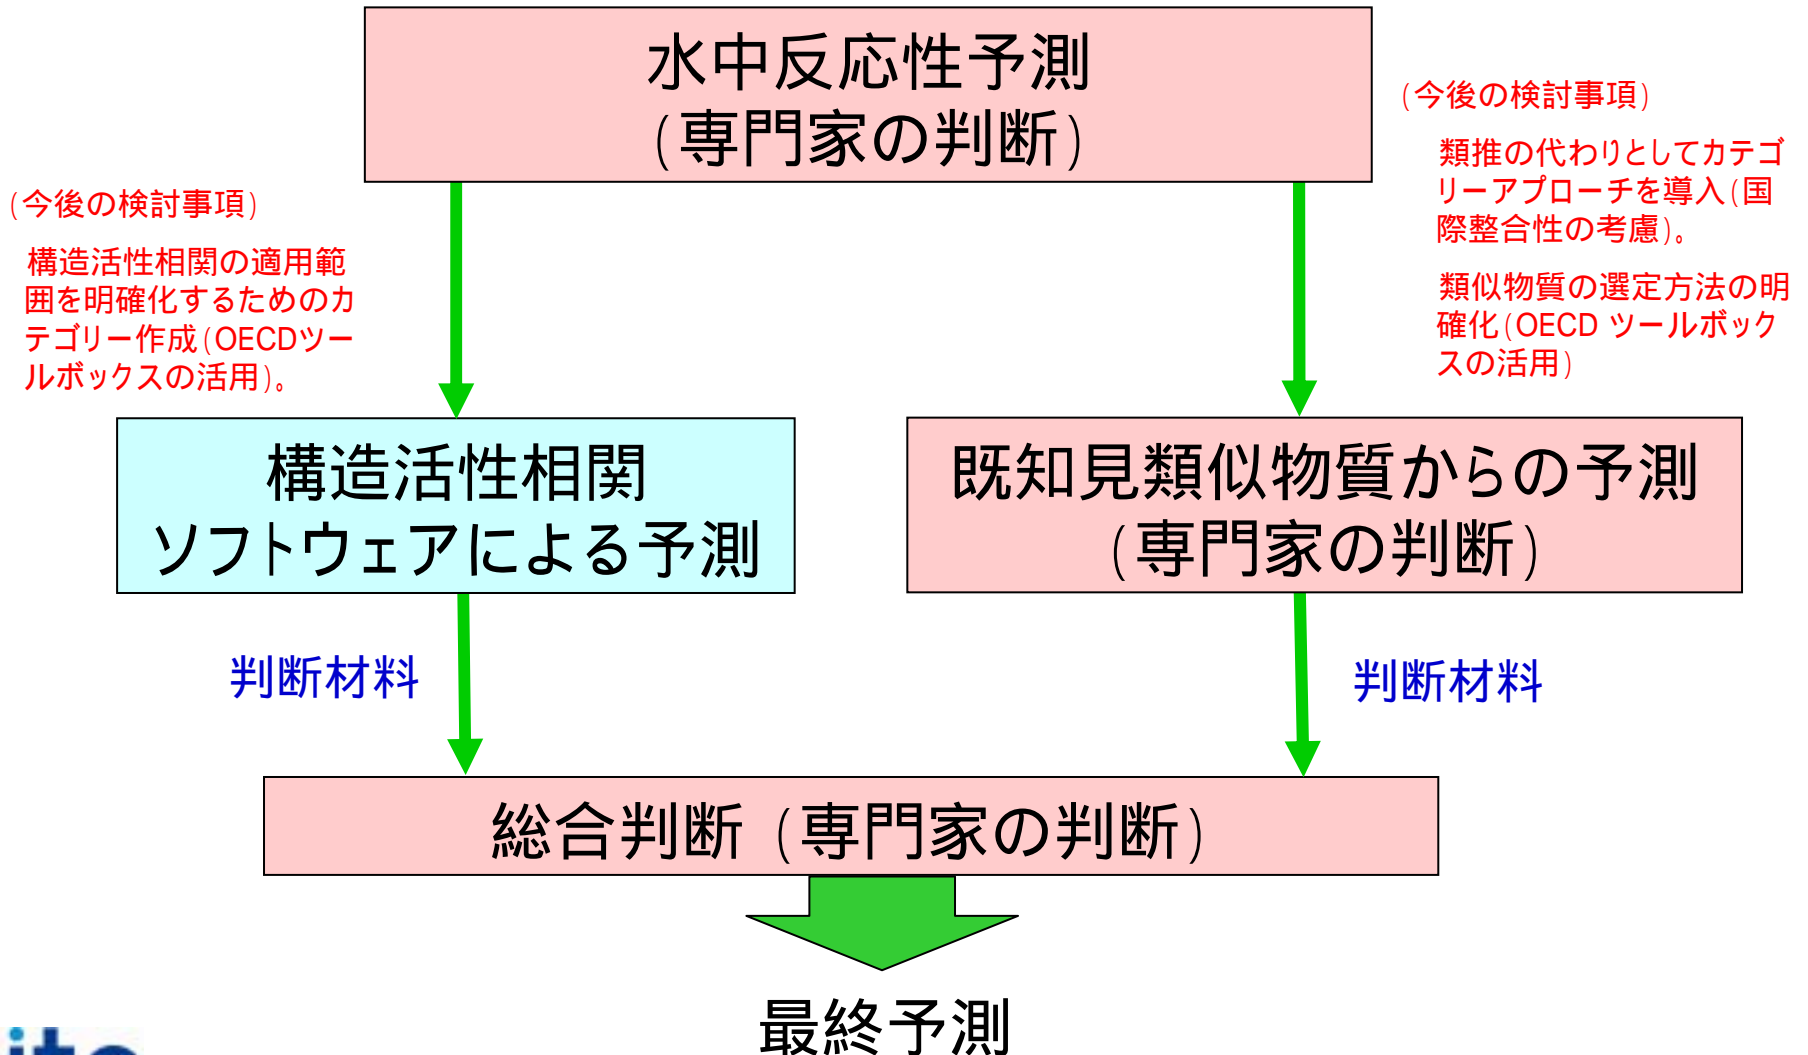 水中反応性予測
(専門家の判断)
(今後の検討事項)
構造活性相関の適用範
囲を明確化するためのカ
テゴリー作成(OECDツー
ルボックスの活用)。
(今後の検討事項)
類推の代わりとしてカテゴ
リーアプローチを導入(国
際整合性の考慮)。
類似物質の選定方法の明
確化(OECD ツールボック
スの活用)
構造活性相関
ソフトウェアによる予測
既知見類似物質からの予測
(専門家の判断)
判断材料
判断材料
総合判断 (専門家の判断)
最終予測